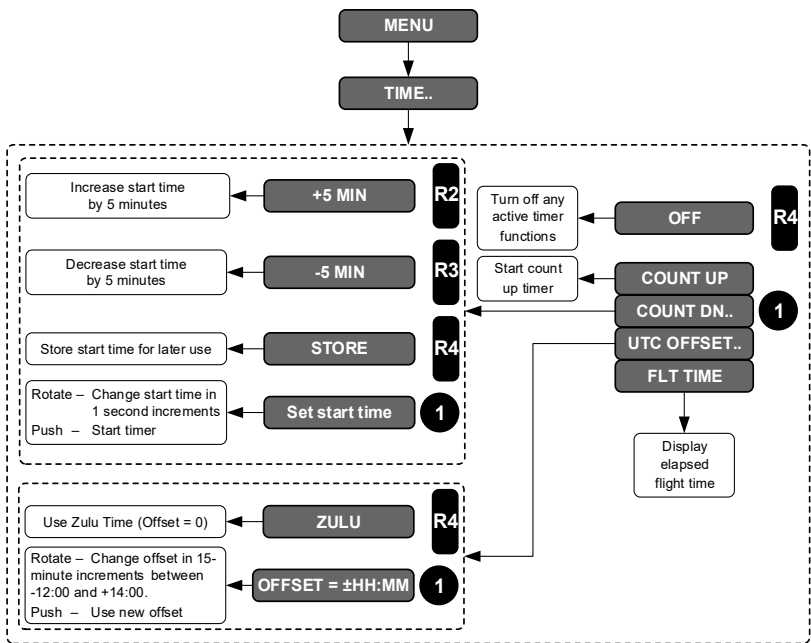 MENU
TIME..
Increase start time
by 5 minutes
+5 MIN
R2
Decrease start time
by 5 minutes
-5 MIN
R3
Store start time for later use
STORE
R4
Rotate – Change start time in
1 second increments
Push – Start timer
Set start time
1
Turn off any
active timer
functions
OFF
R4
Start count
up timer
COUNT UP
COUNT DN..
1
UTC OFFSET..
FLT TIME
Display
elapsed
flight time
Use Zulu Time (Offset = 0)
ZULU
R4
Rotate – Change offset in 15-
minute increments between
-12:00 and +14:00.
Push – Use new offset
OFFSET = ±HH:MM
1